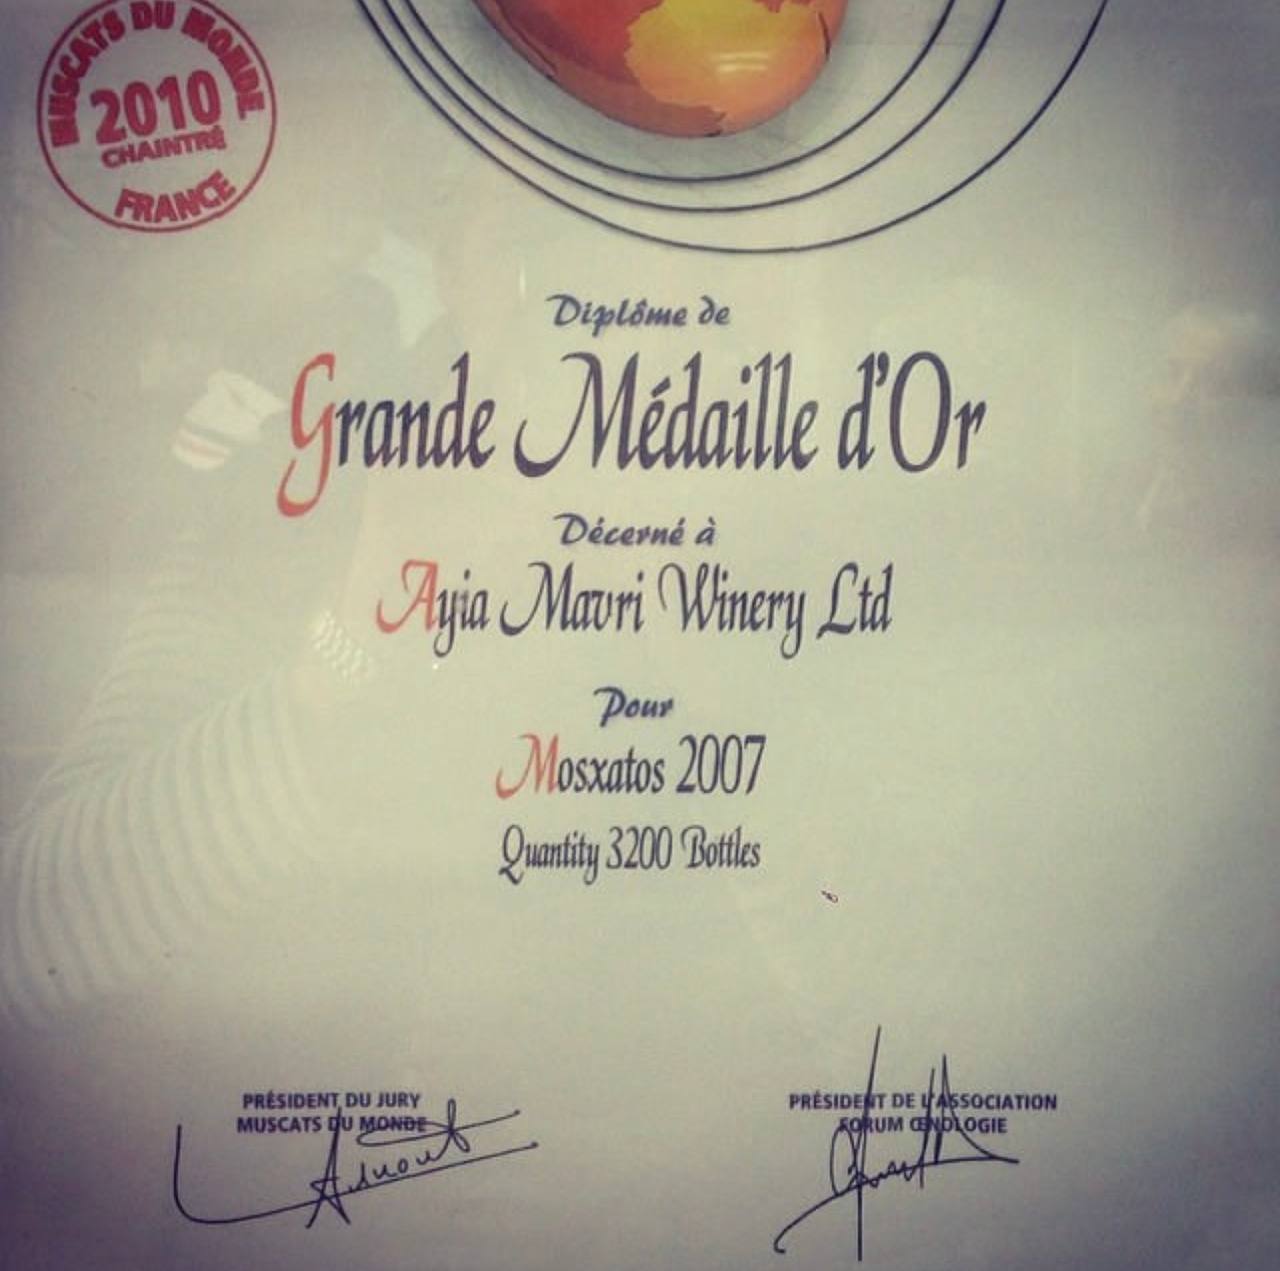 MUSCATS DU MONDE
2010
CHAINTRÉ
FRANCE
Diplôme de
Grande Médaille d'Or
Décerné à
Ayia Mavri Winery Ltd
Pour
Mosxatos 2007
Quantity 3200 Bottles
PRÉSIDENT DU JURY
MUSCATS DU MONDE
PRÉSIDENT DE L'ASSOCIATION
FORUM ŒNOLOGIE